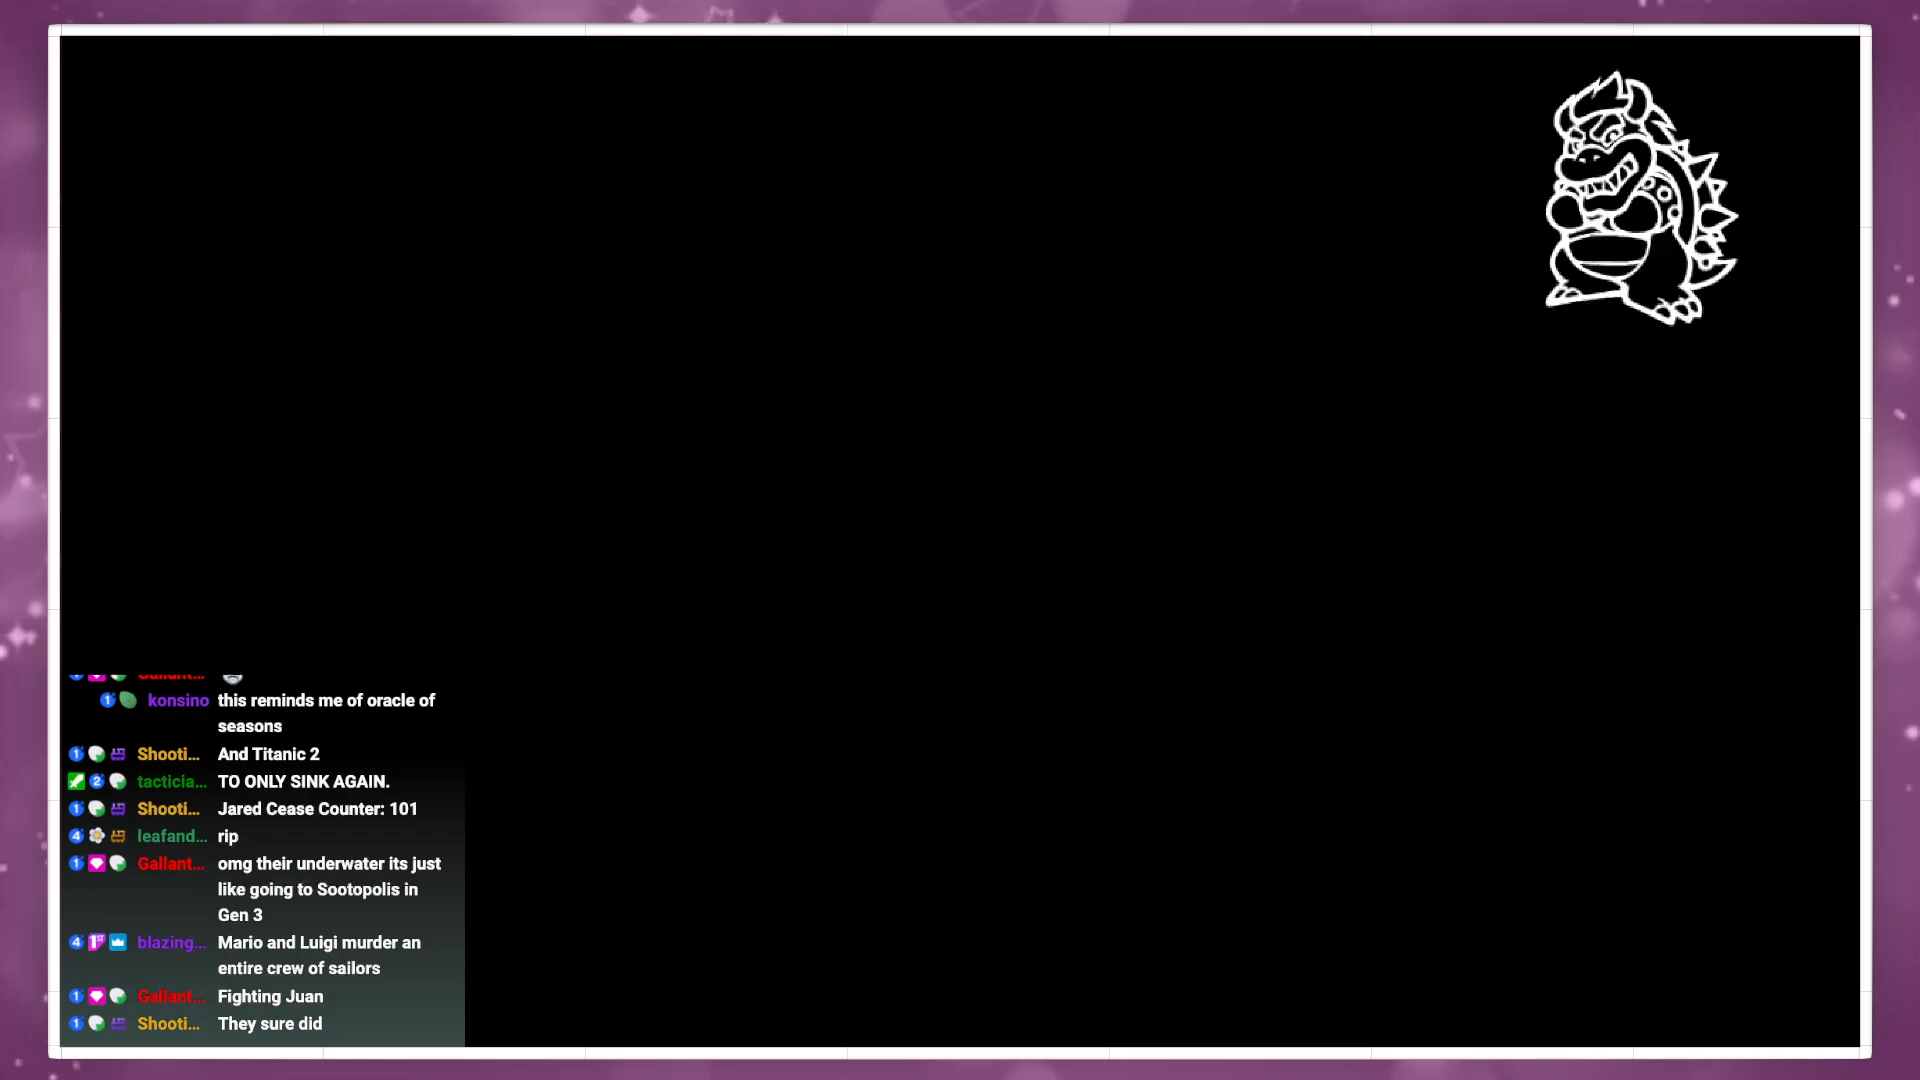 Gallant...
konsino this reminds me of oracle of
seasons
Shooti... And Titanic 2
tacticia... TO ONLY SINK AGAIN.
Shooti... Jared Cease Counter: 101
leafand... rip
Gallant... omg their underwater its just
like going to Sootopolis in
Gen 3
blazing... Mario and Luigi murder an
entire crew of sailors
Gallant... Fighting Juan
Shooti... They sure did